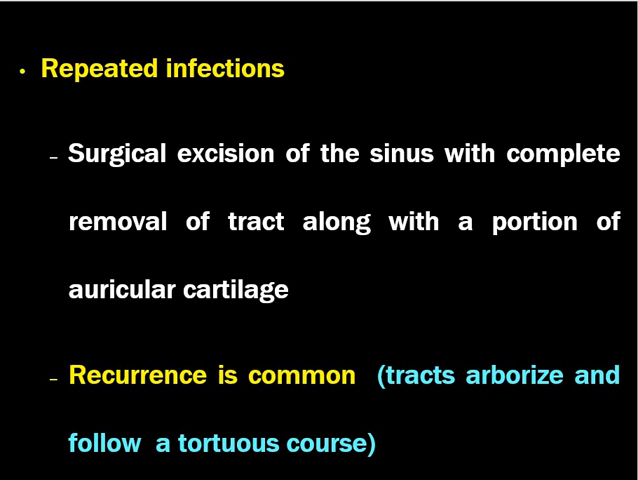 • Repeated infections
– Surgical excision of the sinus with complete
removal of tract along with a portion of
auricular cartilage
– Recurrence is common (tracts arborize and
follow a tortuous course)